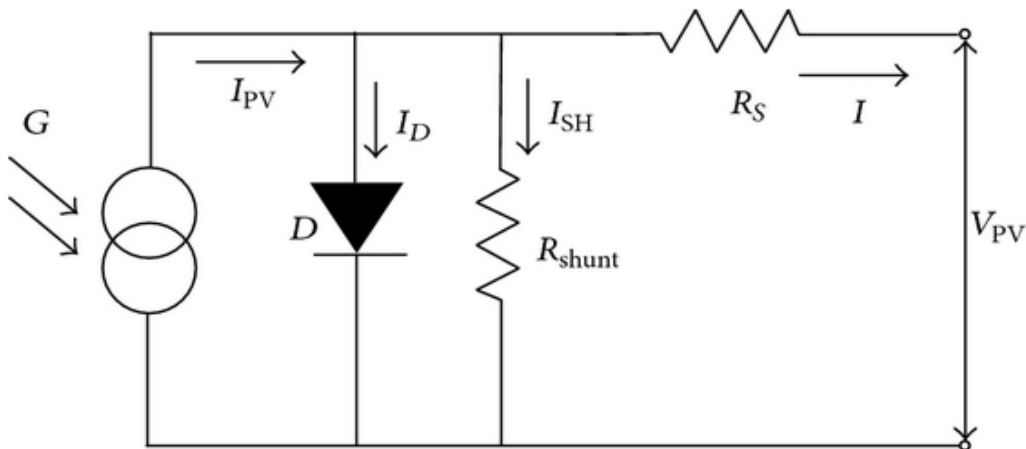 I_PV
G
I_D
I_SH
R_S
I
D
R_shunt
V_PV